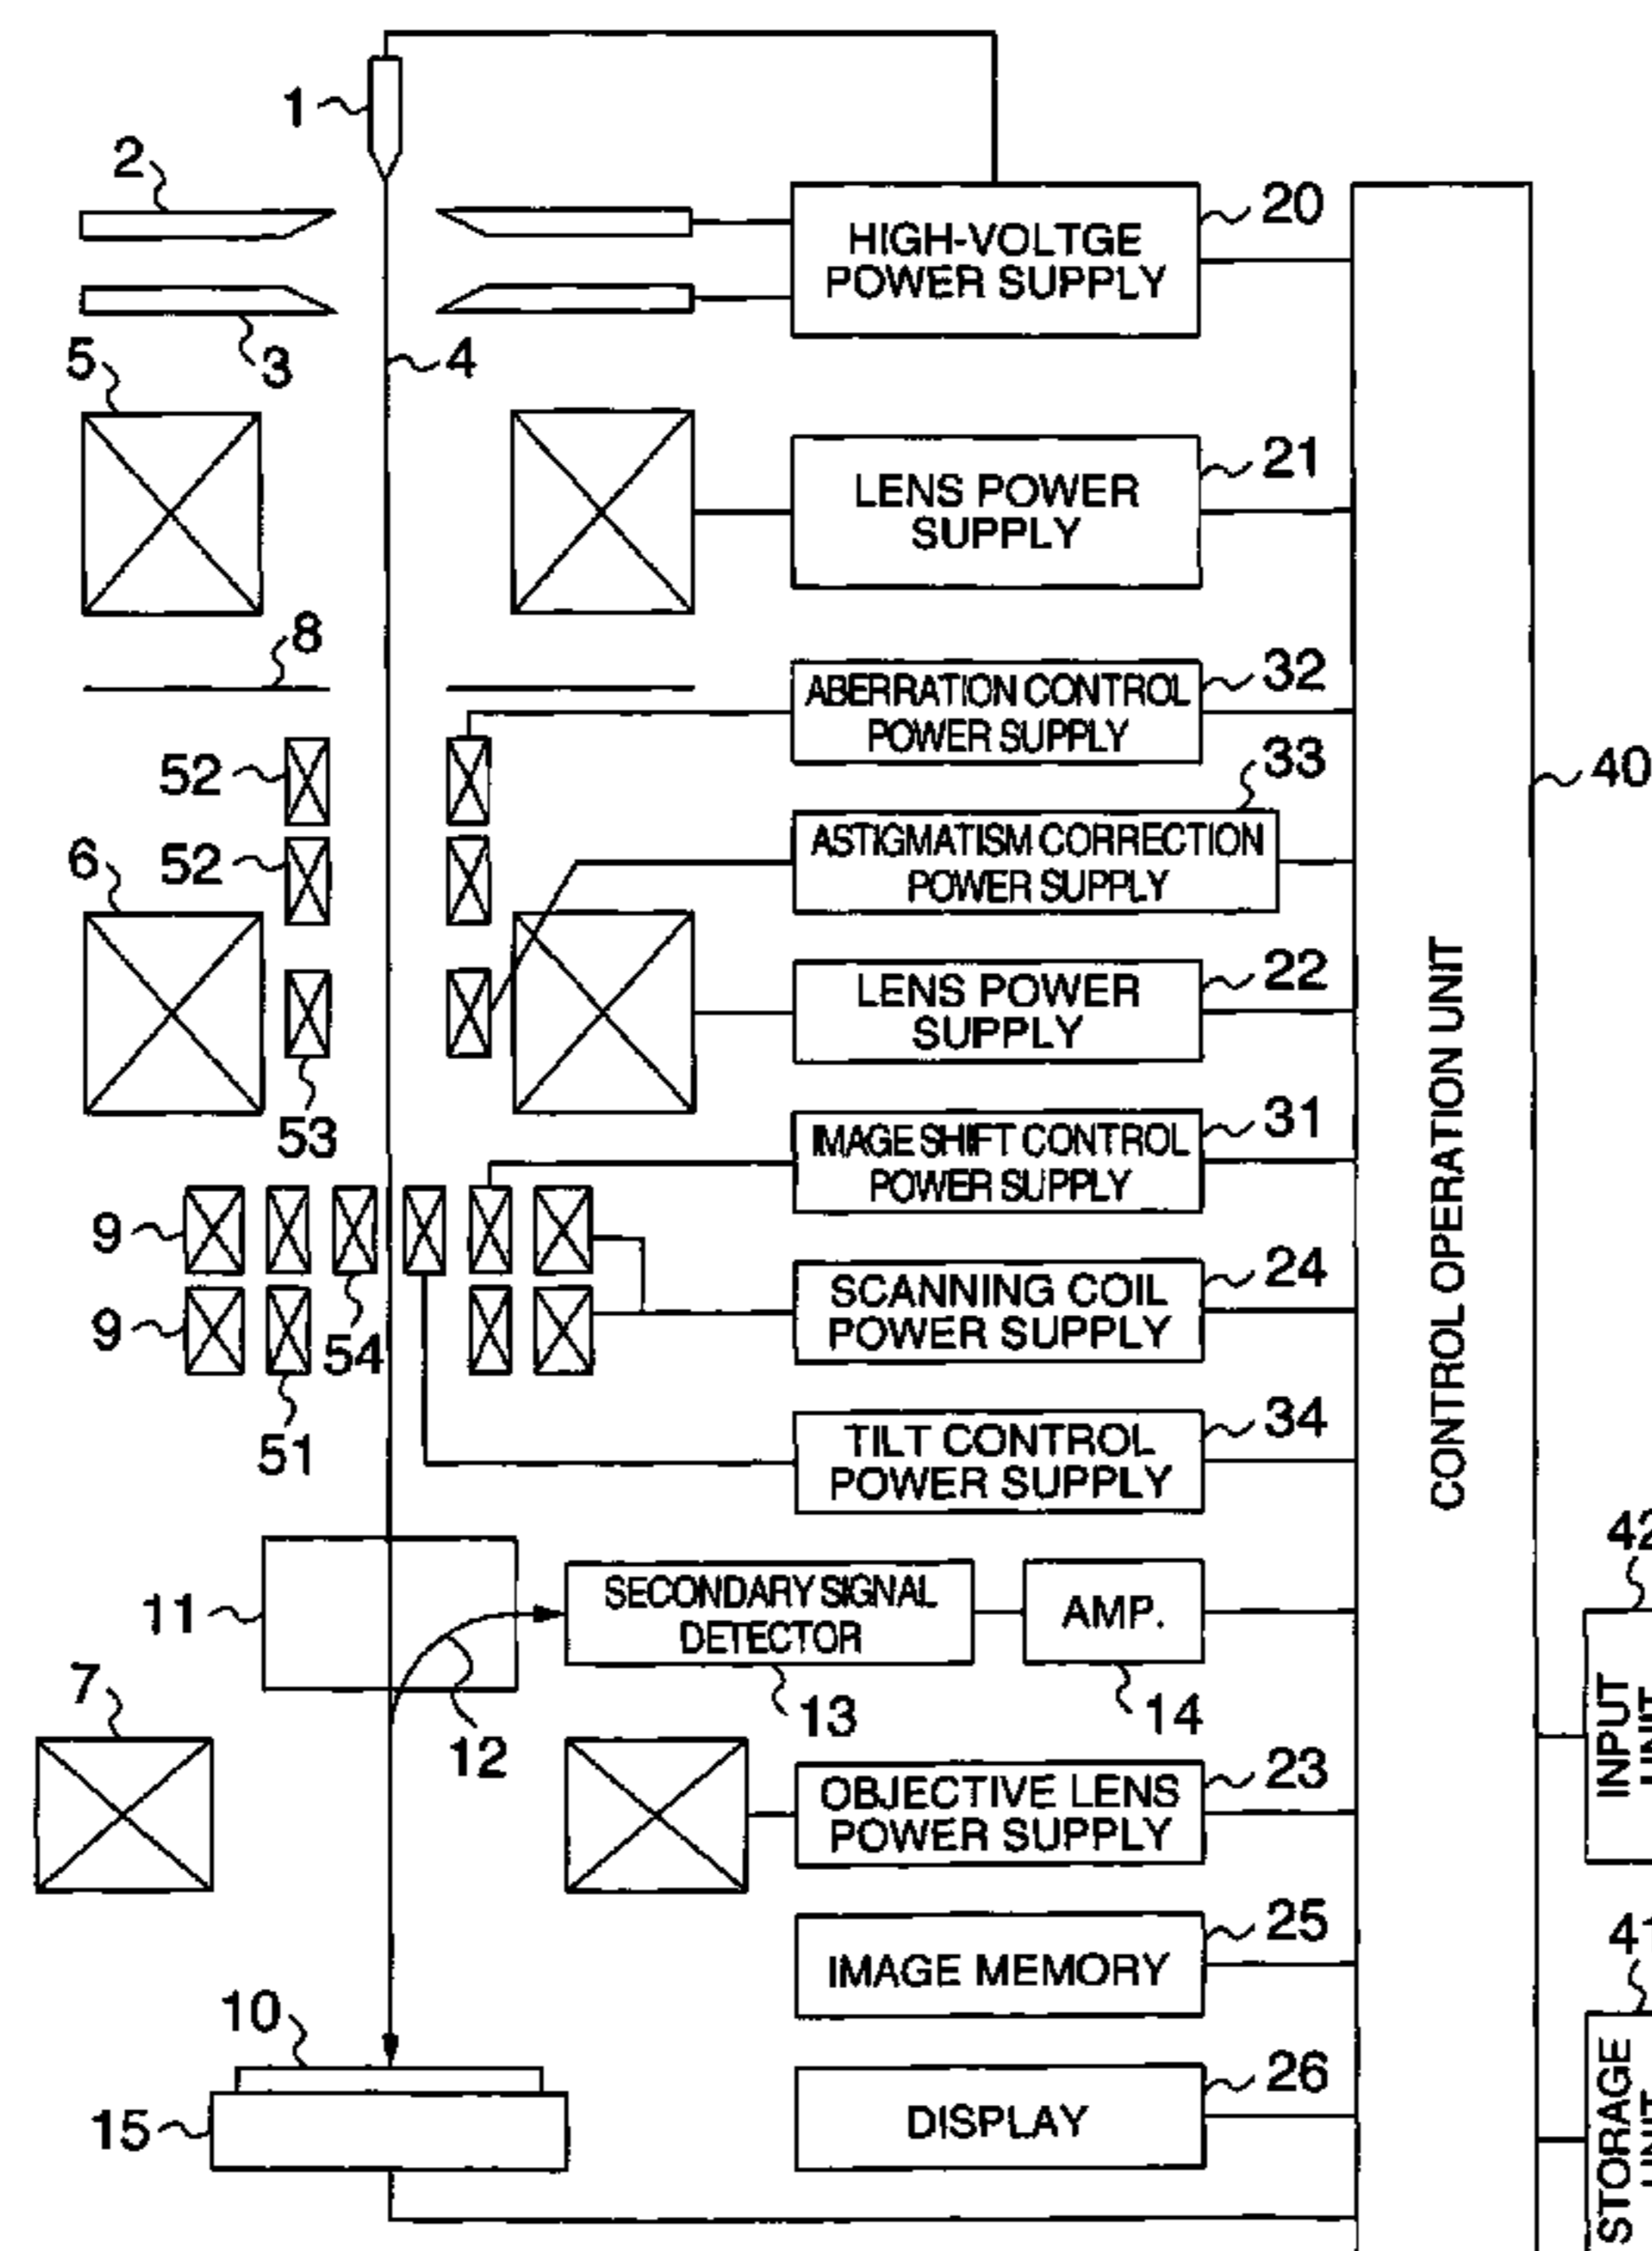 1
2
20
HIGH-VOLTGE
POWER SUPPLY
3
4
5
21
LENS POWER
SUPPLY
8
32
ABERRATION CONTROL
POWER SUPPLY
52
33
40
6
52
ASTIGMATISM CORRECTION
POWER SUPPLY
22
LENS POWER
SUPPLY
CONTROL OPERATION UNIT
53
31
IMAGE SHIFT CONTROL
POWER SUPPLY
9
24
SCANNING COIL
POWER SUPPLY
9
54
51
34
TILT CONTROL
POWER SUPPLY
42
11
SECONDARY SIGNAL
DETECTOR
AMP.
7
12
13
14
INPUT
UNIT
23
OBJECTIVE LENS
POWER SUPPLY
25
IMAGE MEMORY
41
10
26
DISPLAY
15
STORAGE
UNIT